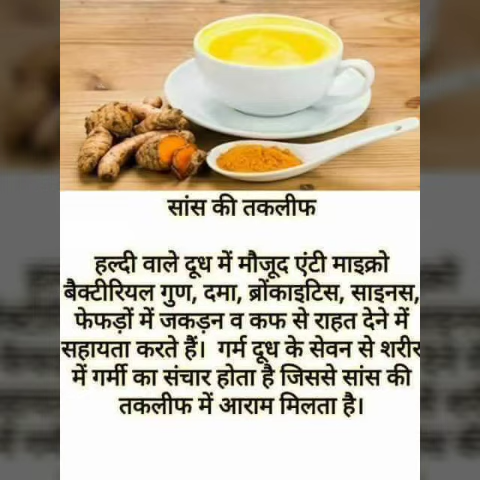 सांस की तकलीफ
हल्दी वाले दूध में मौजूद एंटी माइक्रो
बैक्टीरियल गुण, दमा, ब्रोंकाइटिस, साइनस,
फेफड़ों में जकड़न व कफ से राहत देने में
सहायता करते हैं। गर्म दूध के सेवन से शरीर
में गर्मी का संचार होता है जिससे सांस की
तकलीफ में आराम मिलता है।